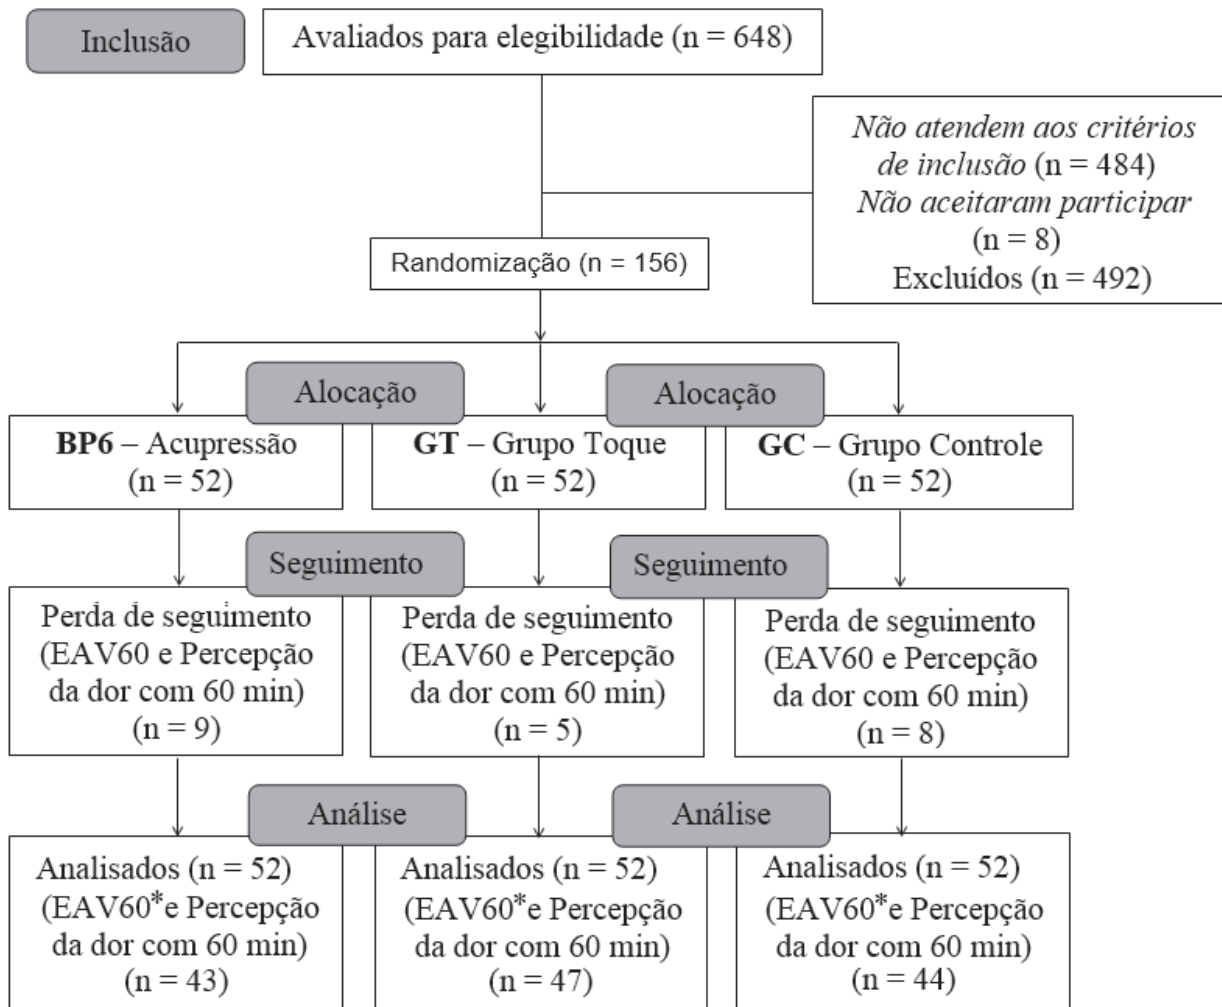 Inclusão
Avaliados para elegibilidade (n = 648)
Não atendem aos critérios
de inclusão (n = 484)
Não aceitaram participar
(n = 8)
Excluídos (n = 492)
Randomização (n = 156)
Alocação
Alocação
BP6 – Acupressão
(n = 52)
GT – Grupo Toque
(n = 52)
GC – Grupo Controle
(n = 52)
Seguimento
Seguimento
Perda de seguimento
(EAV60 e Percepção
da dor com 60 min)
(n = 9)
Perda de seguimento
(EAV60 e Percepção
da dor com 60 min)
(n = 5)
Perda de seguimento
(EAV60 e Percepção
da dor com 60 min)
(n = 8)
Análise
Análise
Analisados (n = 52)
(EAV60*e Percepção
da dor com 60 min)
(n = 43)
Analisados (n = 52)
(EAV60*e Percepção
da dor com 60 min)
(n = 47)
Analisados (n = 52)
(EAV60*e Percepção
da dor com 60 min)
(n = 44)